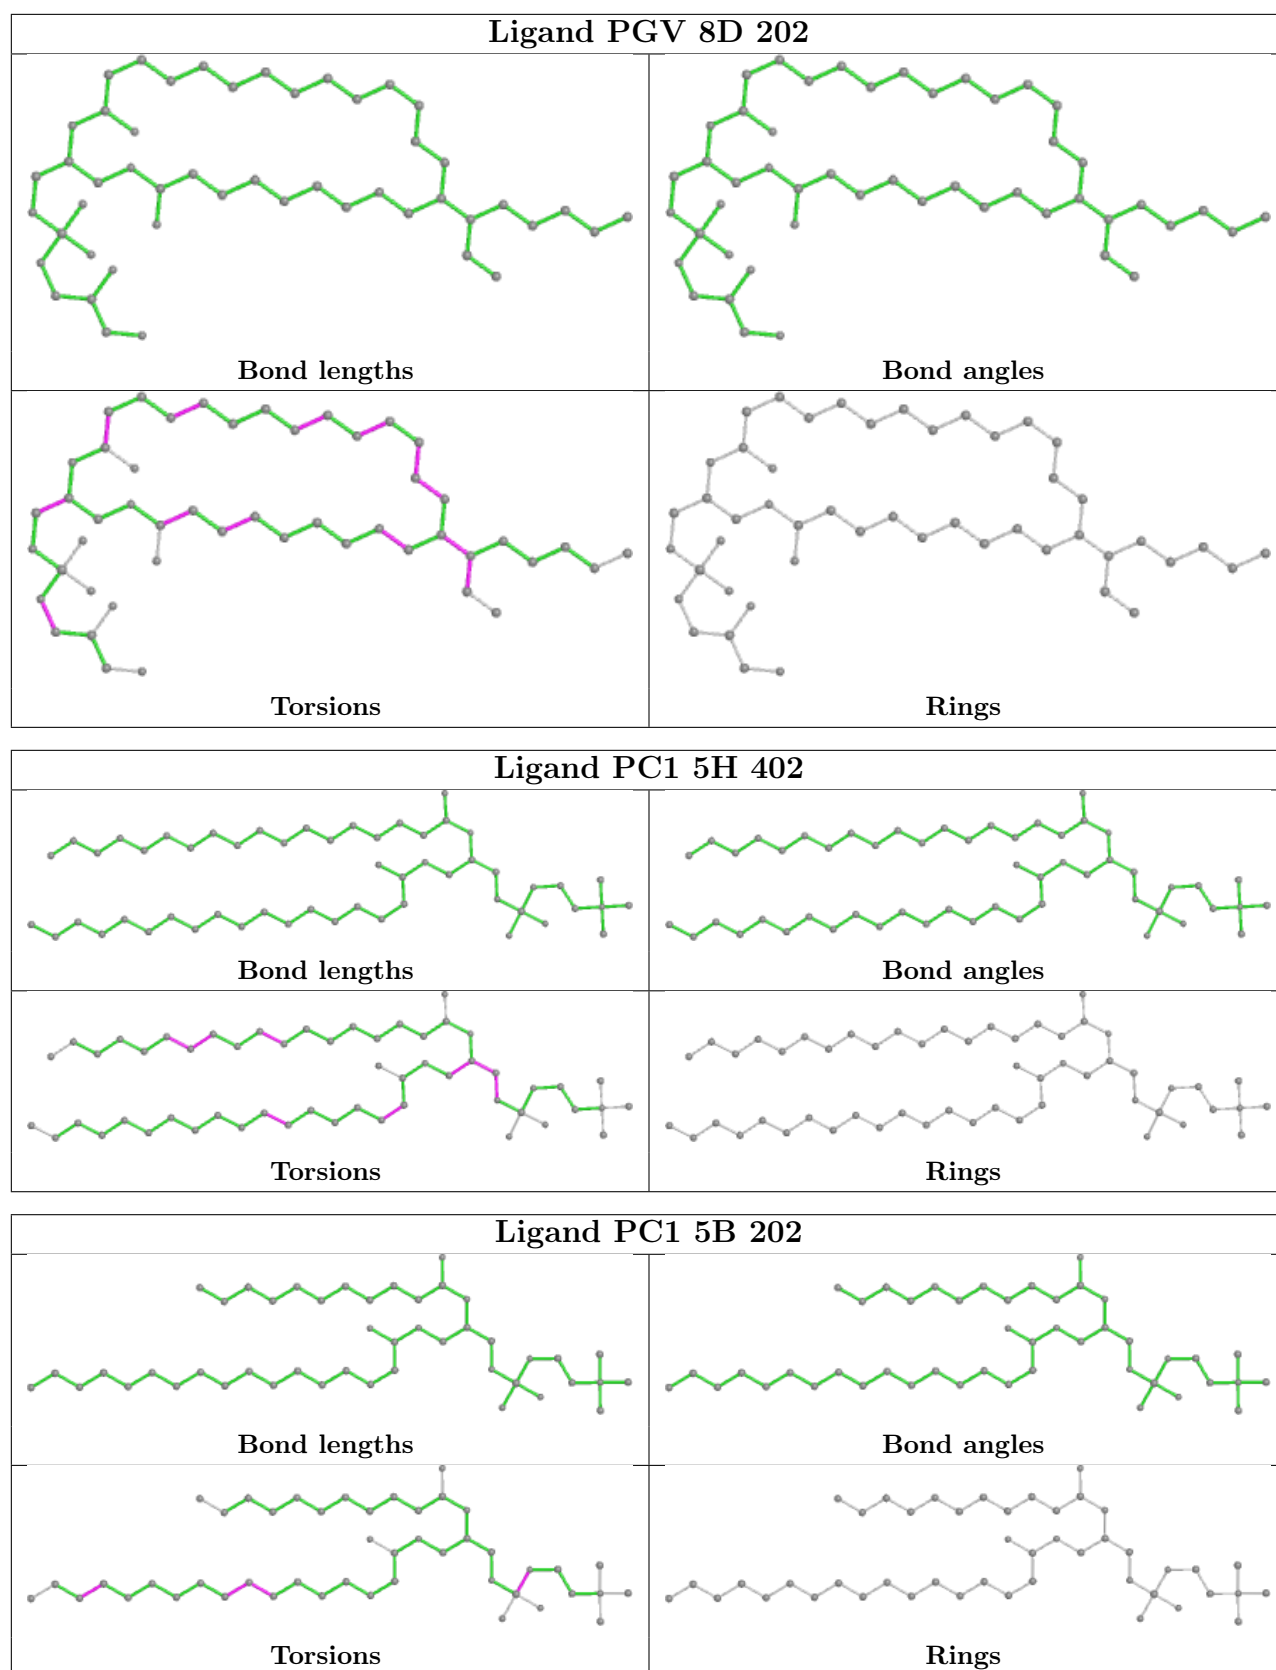 Ligand PGV 8D 202
Bond lengths
Bond angles
Torsions
Rings
Ligand PC1 5H 402
Bond lengths
Bond angles
Torsions
Rings
Ligand PC1 5B 202
Bond lengths
Bond angles
Torsions
Rings